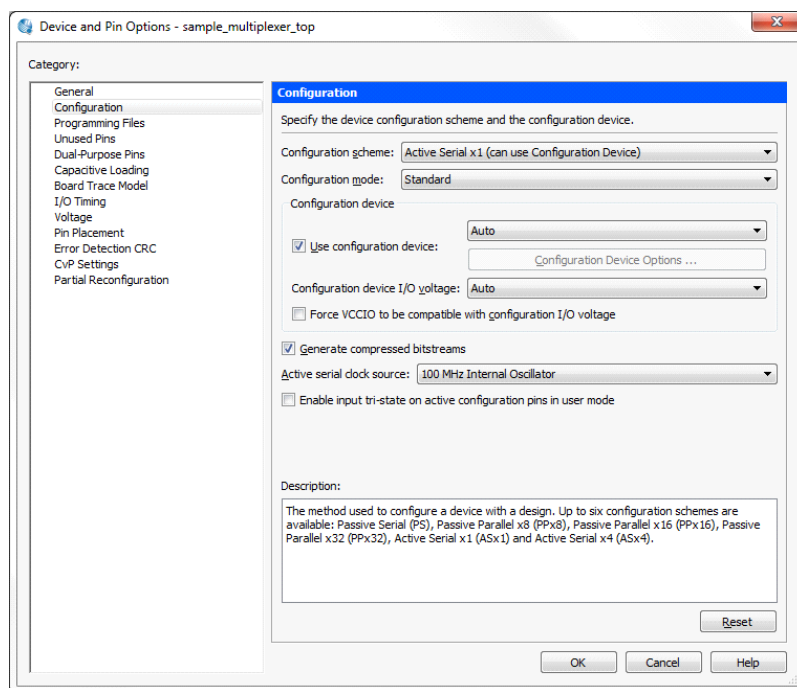 Device and Pin Options - sample_multiplexer_top
Category:
General
Configuration
Programming Files
Unused Pins
Dual-Purpose Pins
Capacitive Loading
Board Trace Model
I/O Timing
Voltage
Pin Placement
Error Detection CRC
CvP Settings
Partial Reconfiguration
Configuration
Specify the device configuration scheme and the configuration device.
Configuration scheme: Active Serial x1 (can use Configuration Device)
Configuration mode: Standard
Configuration device
Auto
Use configuration device:
Configuration Device Options ...
Configuration device I/O voltage: Auto
Force VCCIO to be compatible with configuration I/O voltage
Generate compressed bitstreams
Active serial clock source: 100 MHz Internal Oscillator
Enable input tri-state on active configuration pins in user mode
Description:
The method used to configure a device with a design. Up to six configuration schemes are
available: Passive Serial (PS), Passive Parallel x8 (PPx8), Passive Parallel x16 (PPx16), Passive
Parallel x32 (PPx32), Active Serial x1 (ASx1) and Active Serial x4 (ASx4).
Reset
OK Cancel Help